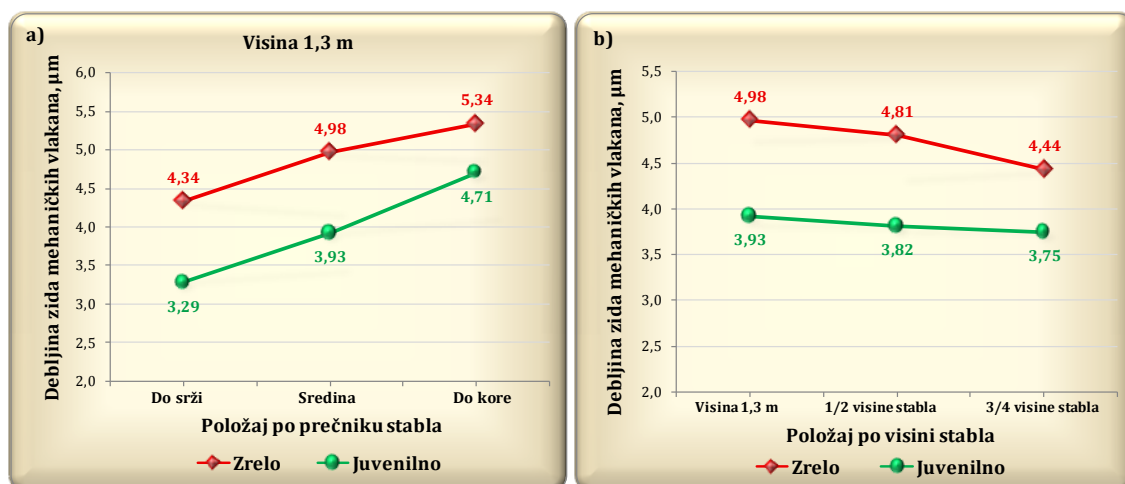 a)
Visina 1,3 m
Debljina zida mehaničkih vlakana, µm
6,0
5,5
5,0
4,5
4,0
3,5
3,0
2,5
2,0
4,34
4,98
5,34
3,29
3,93
4,71
Do srži Sredina Do kore
Položaj po prečniku stabla
Zrelo Juvenilno
b)
Debljina zida mehaničkih vlakana, µm
5,5
5,0
4,5
4,0
3,5
3,0
2,5
2,0
4,98
4,81
4,44
3,93
3,82
3,75
Visina 1,3 m 1/2 visine stabla 3/4 visine stabla
Položaj po visini stabla
Zrelo Juvenilno